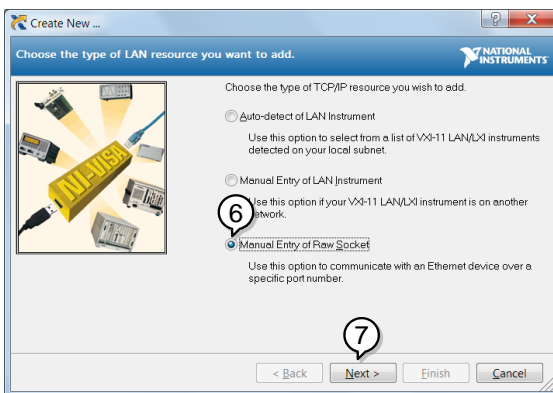 Create New ...
Choose the type of LAN resource you want to add.
NATIONAL
INSTRUMENTS
Choose the type of TCP/IP resource you wish to add.
Auto-detect of LAN Instrument
Use this option to select from a list of VXI-11 LAN/LXI instruments
detected on your local subnet.
Manual Entry of LAN Instrument
Use this option if your VXI-11 LAN/LXI instrument is on another
network.
6
Manual Entry of Raw Socket
Use this option to communicate with an Ethernet device over a
specific port number.
NI-VISA
7
< Back
Next >
Finish
Cancel